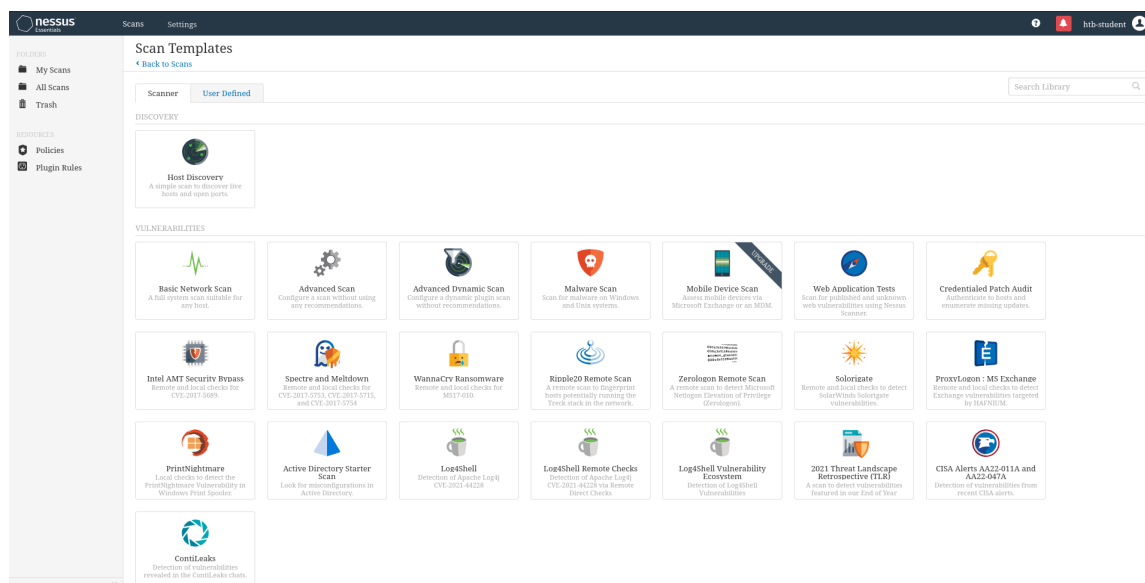 nessus Scans Settings htb-student
Essentials
FOLDERS
My Scans
All Scans
Trash
RESOURCES
Policies
Plugin Rules
Scan Templates
Back to Scans
Scanner User Defined Search Library
DISCOVERY
Host Discovery
A simple scan to discover live
hosts and open ports.
VULNERABILITIES
UPGRADE
Basic Network Scan
A full system scan suitable for
any host.
Advanced Scan
Configure a scan without using
any recommendations.
Advanced Dynamic Scan
Configure a dynamic plugin scan
without recommendations.
Malware Scan
Scan for malware on Windows
and Unix systems.
Mobile Device Scan
Assess mobile devices via
Microsoft Exchange or an MDM.
Web Application Tests
Scan for published and unknown
web vulnerabilities using Nessus
Scanner.
Credentialed Patch Audit
Authenticate to hosts and
enumerate missing updates.
Intel AMT Security Bypass
Remote and local checks for
CVE-2017-5689.
Spectre and Meltdown
Remote and local checks for
CVE-2017-5753, CVE-2017-5715,
and CVE-2017-5754
WannaCry Ransomware
Remote and local checks for
MS17-010.
Ripple20 Remote Scan
A remote scan to fingerprint
hosts potentially running the
Treck stack in the network.
Zerologon Remote Scan
A remote scan to detect Microsoft
Netlogon Elevation of Privilege
(Zerologon).
Solorigate
Remote and local checks to detect
SolarWinds Solorigate
vulnerabilities.
ProxyLogon : MS Exchange
Remote and local checks to detect
Exchange vulnerabilities targeted
by HAFNIUM.
PrintNightmare
Local checks to detect the
PrintNightmare Vulnerability in
Windows Print Spooler.
Active Directory Starter
Scan
Look for misconfigurations in
Active Directory.
Log4Shell
Detection of Apache Log4j
CVE-2021-44228
Log4Shell Remote Checks
Detection of Apache Log4j
CVE-2021-44228 via Remote
Direct Checks
Log4Shell Vulnerability
Ecosystem
Detection of Log4Shell
Vulnerabilities
2021 Threat Landscape
Retrospective (TLR)
A scan to detect vulnerabilities
featured in our End of Year
CISA Alerts AA22-011A and
AA22-047A
Detection of vulnerabilities from
recent CISA alerts.
ContiLeaks
Detection of vulnerabilities
revealed in the ContiLeaks chats.